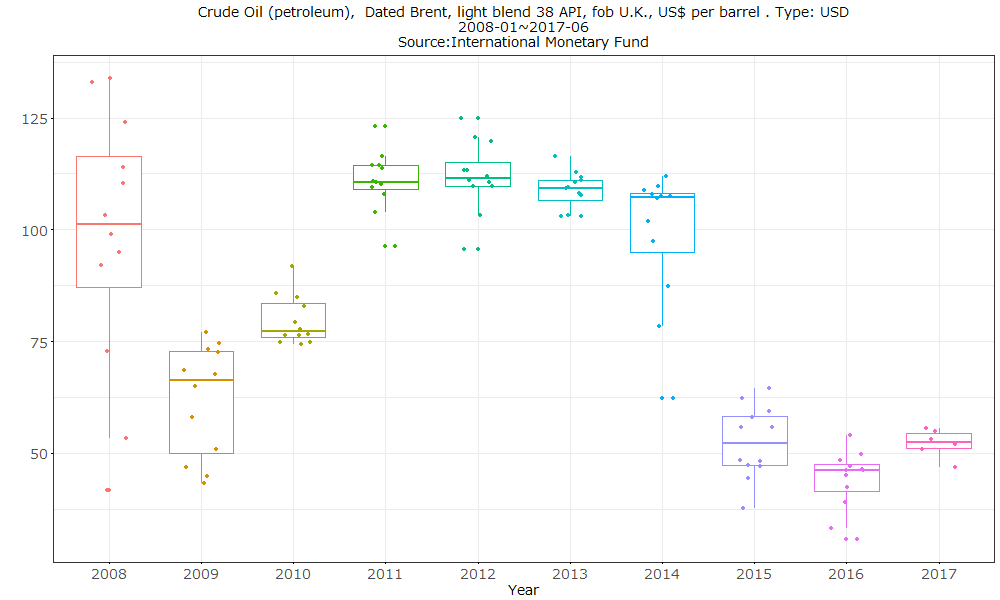 Crude Oil (petroleum),  Dated Brent, light blend 38 API, fob U.K., US$ per barrel . Type: USD
2008-01~2017-06
Source:International Monetary Fund
125
100
75
50
2008 2009 2010 2011 2012 2013 2014 2015 2016 2017
Year